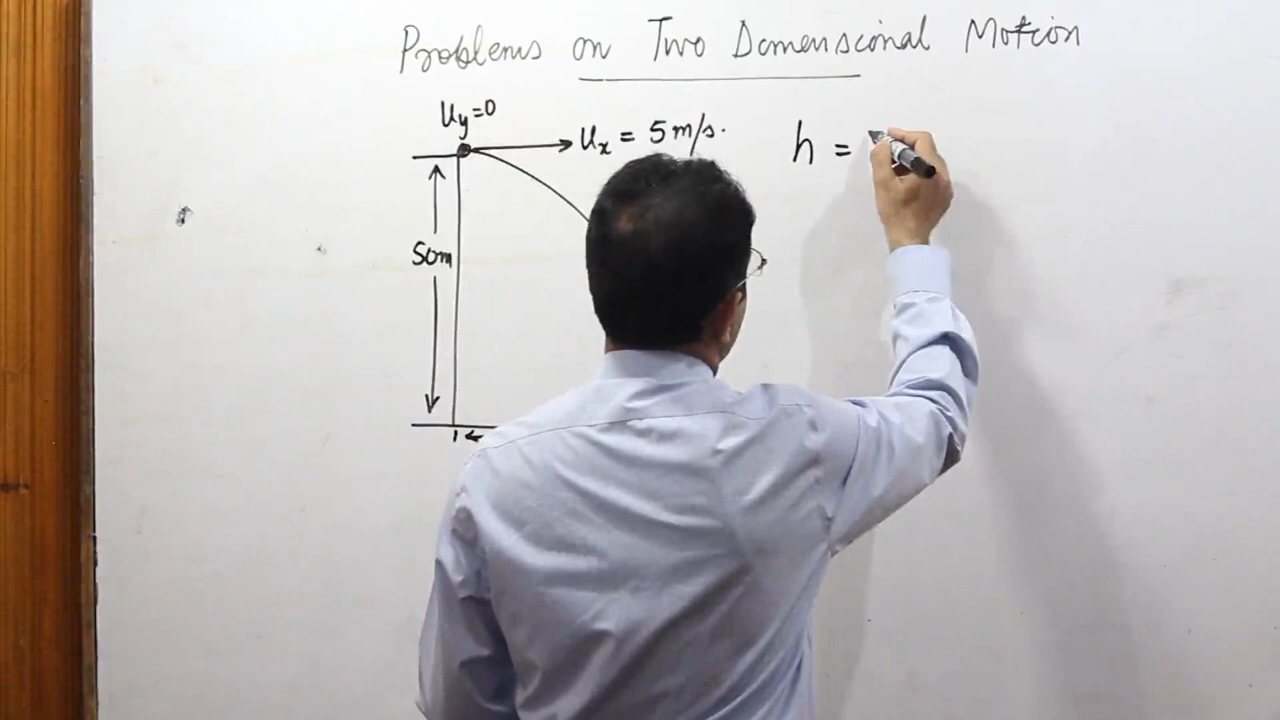 Problems on Two Dimensional Motion
uy=0
ux = 5 m/s.
h =
50m